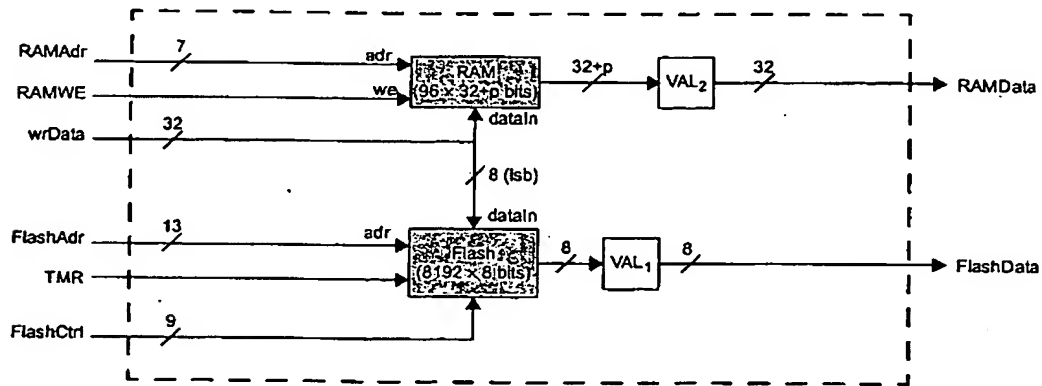 RAMAdr
7
adr
RAM
(96 × 32+p bits)
32+p
VAL2
32
RAMData
RAMWE
we
wrData
32
dataIn
8 (lsb)
dataIn
FlashAdr
13
adr
Flash
(8192 × 8 bits)
8
VAL1
8
FlashData
TMR
FlashCtrl
9